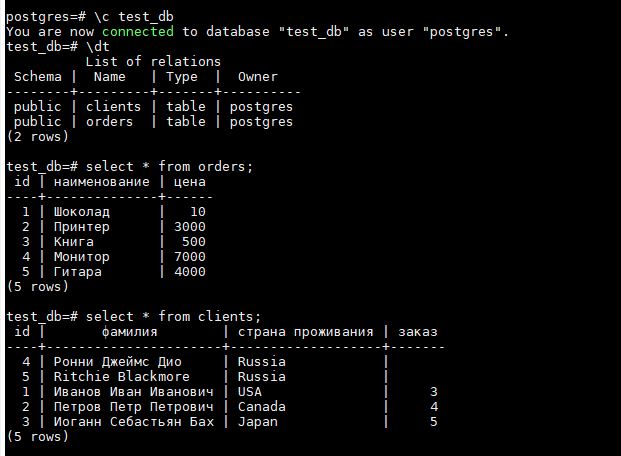 postgres=# \c test_db
You are now connected to database "test_db" as user "postgres".
test_db=# \dt
          List of relations
 Schema |  Name   | Type  |  Owner
--------+---------+-------+----------
 public | clients | table | postgres
 public | orders  | table | postgres
(2 rows)

test_db=# select * from orders;
 id | наименование | цена
----+--------------+------
  1 | Шоколад      |   10
  2 | Принтер      | 3000
  3 | Книга        |  500
  4 | Монитор      | 7000
  5 | Гитара       | 4000
(5 rows)

test_db=# select * from clients;
 id |       фамилия        | страна проживания | заказ
----+----------------------+-------------------+-------
  4 | Ронни Джеймс Дио     | Russia            |
  5 | Ritchie Blackmore    | Russia            |
  1 | Иванов Иван Иванович | USA               |     3
  2 | Петров Петр Петрович | Canada            |     4
  3 | Иоганн Себастьян Бах | Japan             |     5
(5 rows)